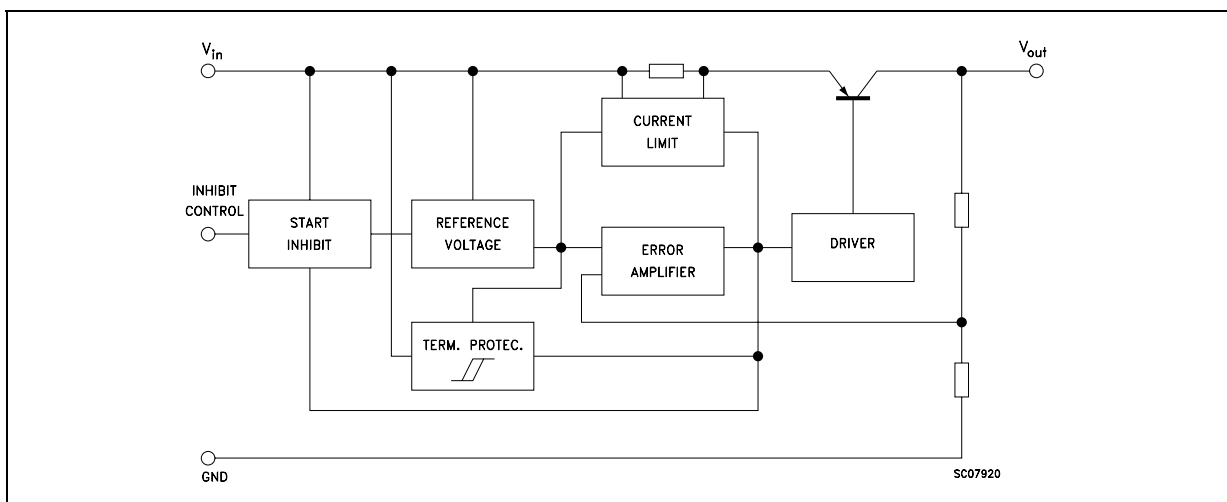 Vin
Vout
CURRENT
LIMIT
INHIBIT
CONTROL
START
INHIBIT
REFERENCE
VOLTAGE
ERROR
AMPLIFIER
DRIVER
TERM. PROTEC.
GND
SC07920